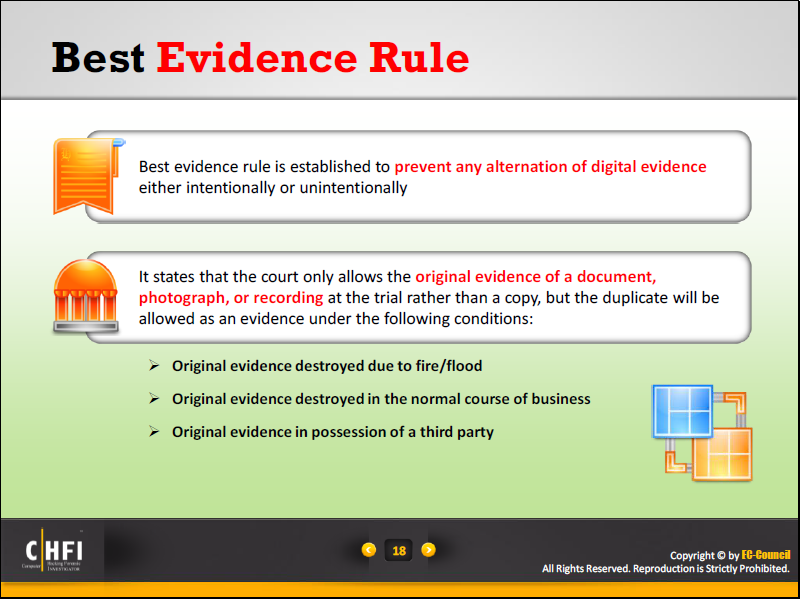 Best Evidence Rule
Best evidence rule is established to prevent any alternation of digital evidence
either intentionally or unintentionally
It states that the court only allows the original evidence of a document,
photograph, or recording at the trial rather than a copy, but the duplicate will be
allowed as an evidence under the following conditions:
Original evidence destroyed due to fire/flood
Original evidence destroyed in the normal course of business
Original evidence in possession of a third party
CHFI
Computer Hacking Forensic
INVESTIGATOR
18
Copyright © by EC-Council
All Rights Reserved. Reproduction is Strictly Prohibited.